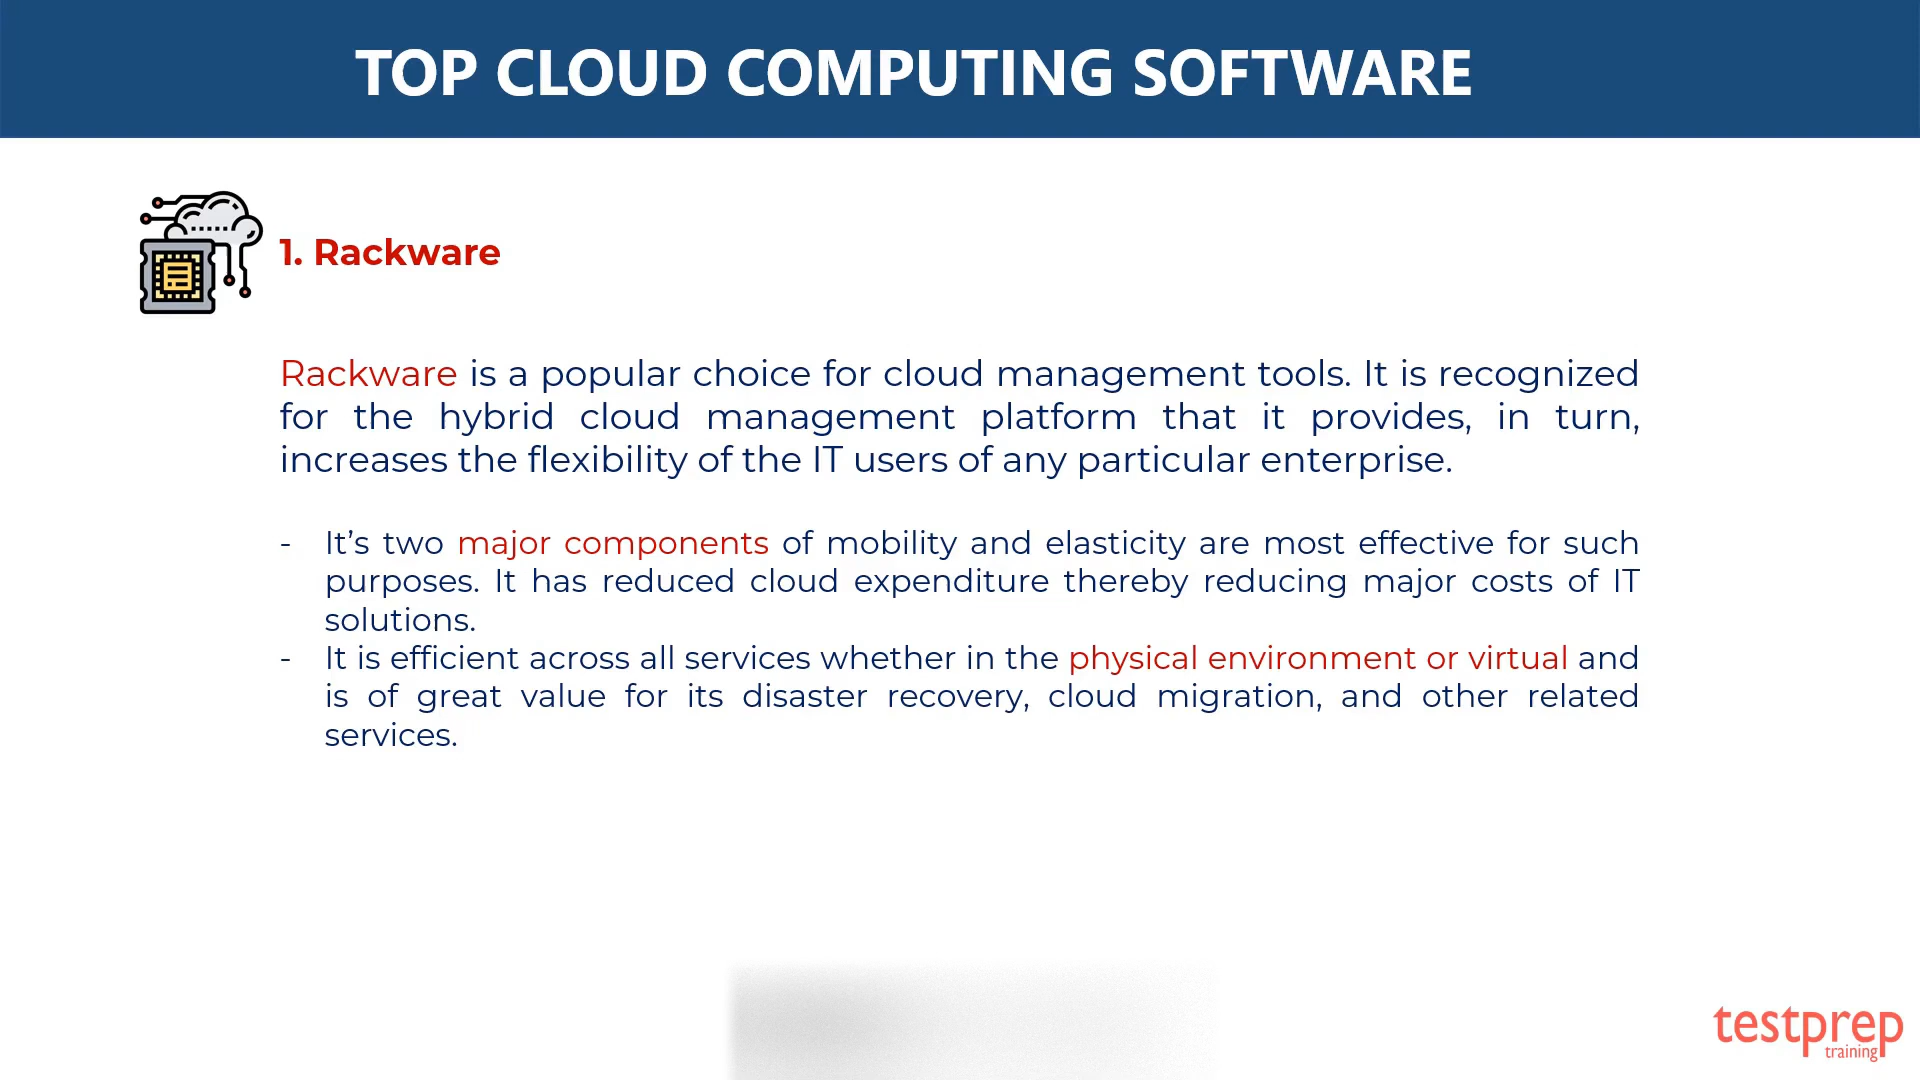 TOP CLOUD COMPUTING SOFTWARE
1. Rackware
Rackware is a popular choice for cloud management tools. It is recognized
for the hybrid cloud management platform that it provides, in turn,
increases the flexibility of the IT users of any particular enterprise.
- It’s two major components of mobility and elasticity are most effective for such
purposes. It has reduced cloud expenditure thereby reducing major costs of IT
solutions.
- It is efficient across all services whether in the physical environment or virtual and
is of great value for its disaster recovery, cloud migration, and other related
services.
testprep
training